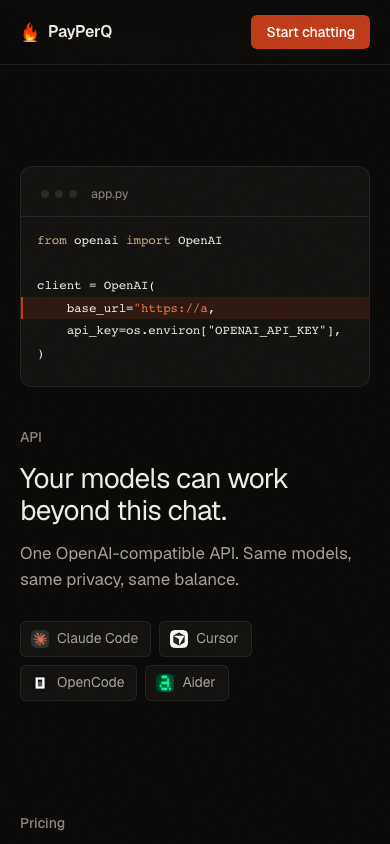 PayPerQ
Start chatting
app.py
from openai import OpenAI
client = OpenAI(
    base_url="https://a,
    api_key=os.environ["OPENAI_API_KEY"],
)
API
Your models can work
beyond this chat.
One OpenAI-compatible API. Same models,
same privacy, same balance.
Claude Code
Cursor
OpenCode
Aider
Pricing